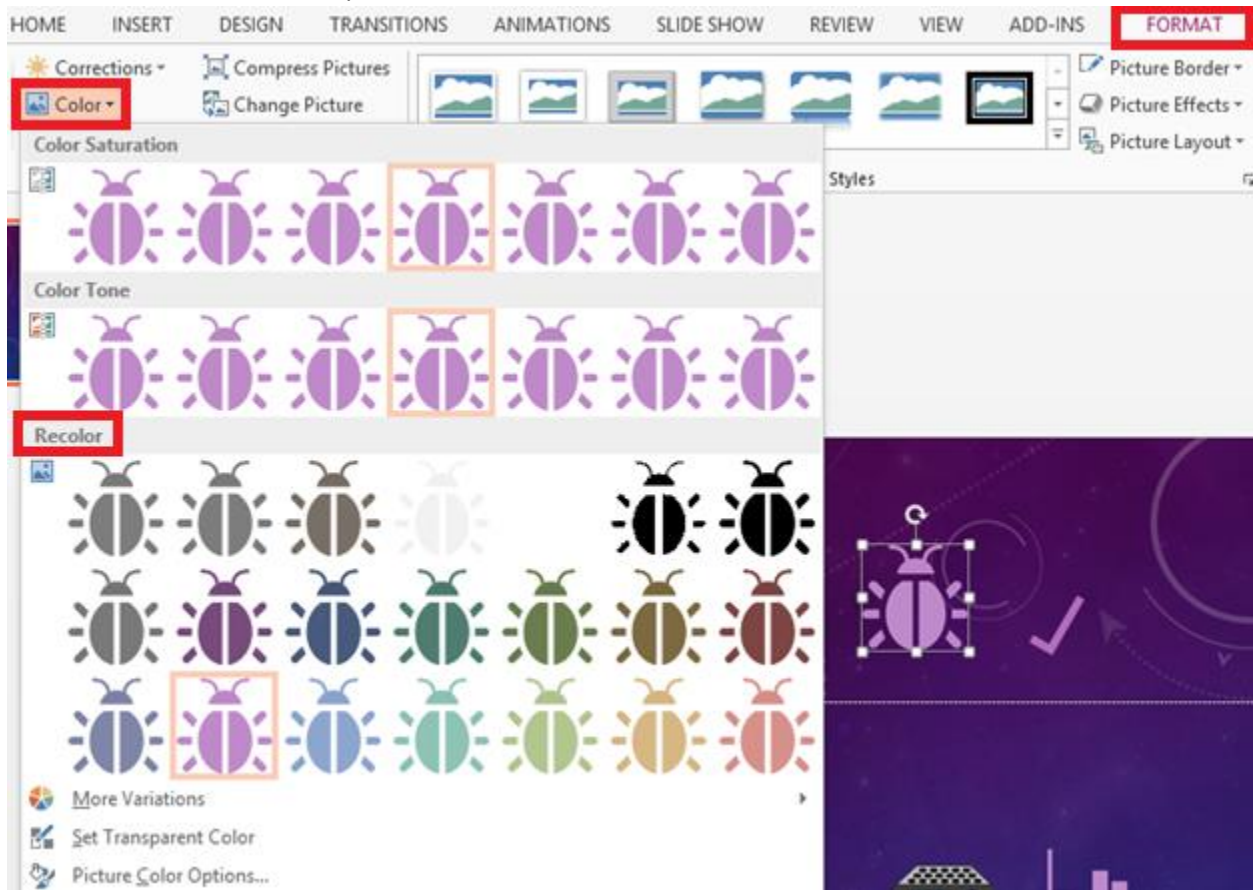 HOME INSERT DESIGN TRANSITIONS ANIMATIONS SLIDE SHOW REVIEW VIEW ADD-INS FORMAT
Corrections Compress Pictures Picture Border
Color Change Picture Picture Effects
Picture Layout
Color Saturation
Styles
Color Tone
Recolor
More Variations
Set Transparent Color
Picture Color Options...